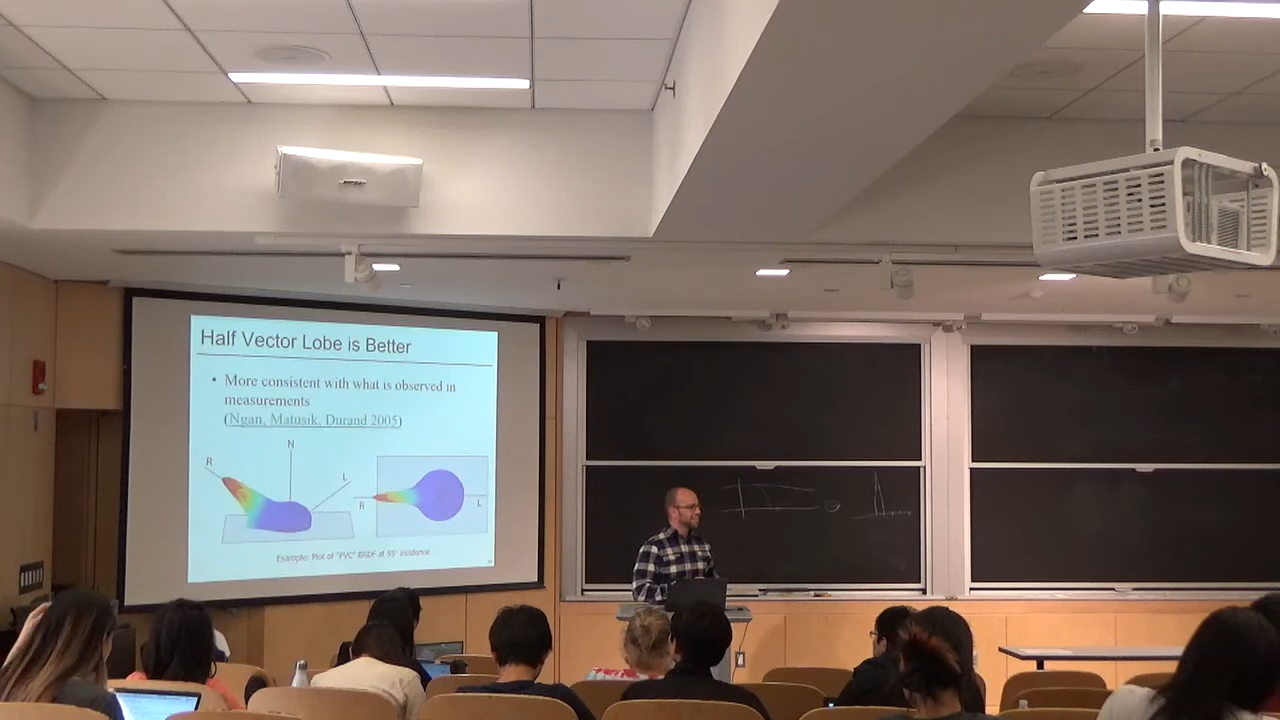 Half Vector Lobe is Better
• More consistent with what is observed in
measurements
(Ngan, Matusik, Durand 2005)
N
R
L
R
L
Example: Plot of "PVC" BRDF at 55° incidence